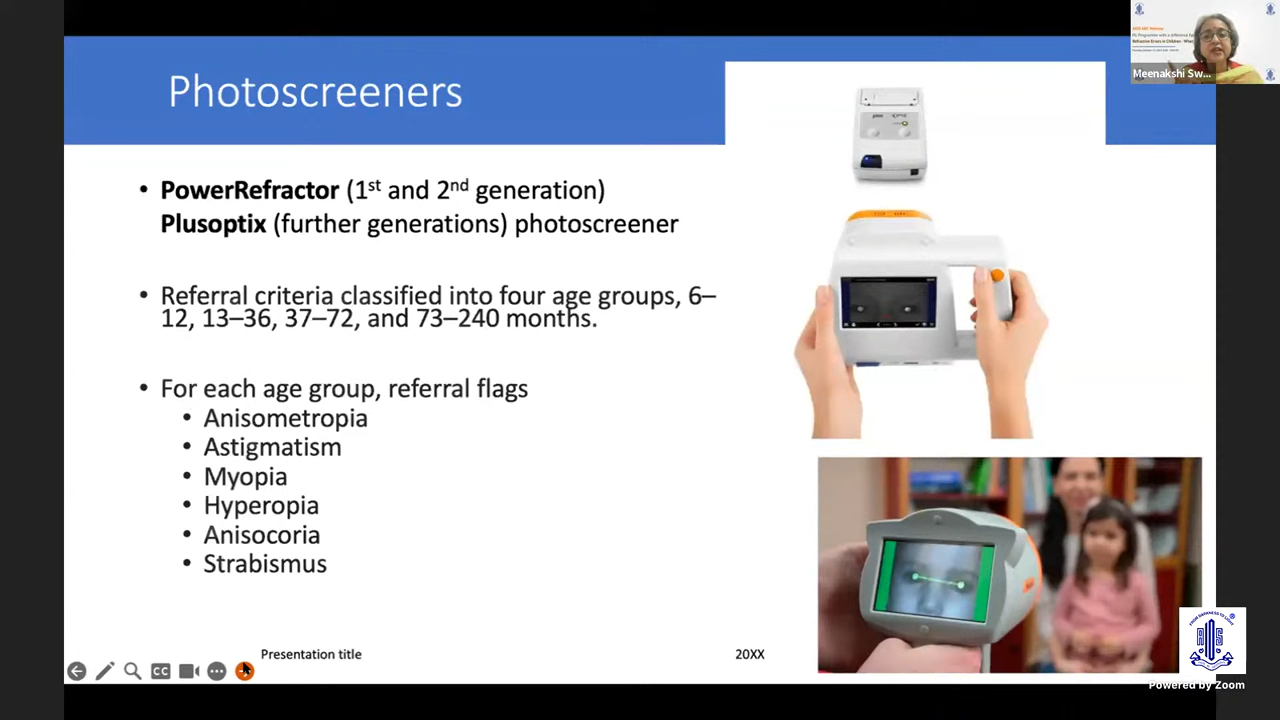 Photoscreeners
• PowerRefractor (1st and 2nd generation)
Plusoptix (further generations) photoscreener
• Referral criteria classified into four age groups, 6–
12, 13–36, 37–72, and 73–240 months.
• For each age group, referral flags
• Anisometropia
• Astigmatism
• Myopia
• Hyperopia
• Anisocoria
• Strabismus
Presentation title
20XX
CC
Meenakshi Sw...
Powered by Zoom